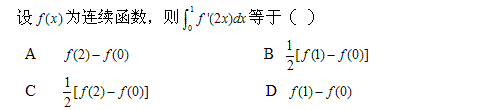 设 f(x) 为连续函数，则 ∫₀¹ f '(2x)dx 等于（ ）
A f(2)−f(0) B 1/2[f(1)−f(0)]
C 1/2[f(2)−f(0)] D f(1)−f(0)